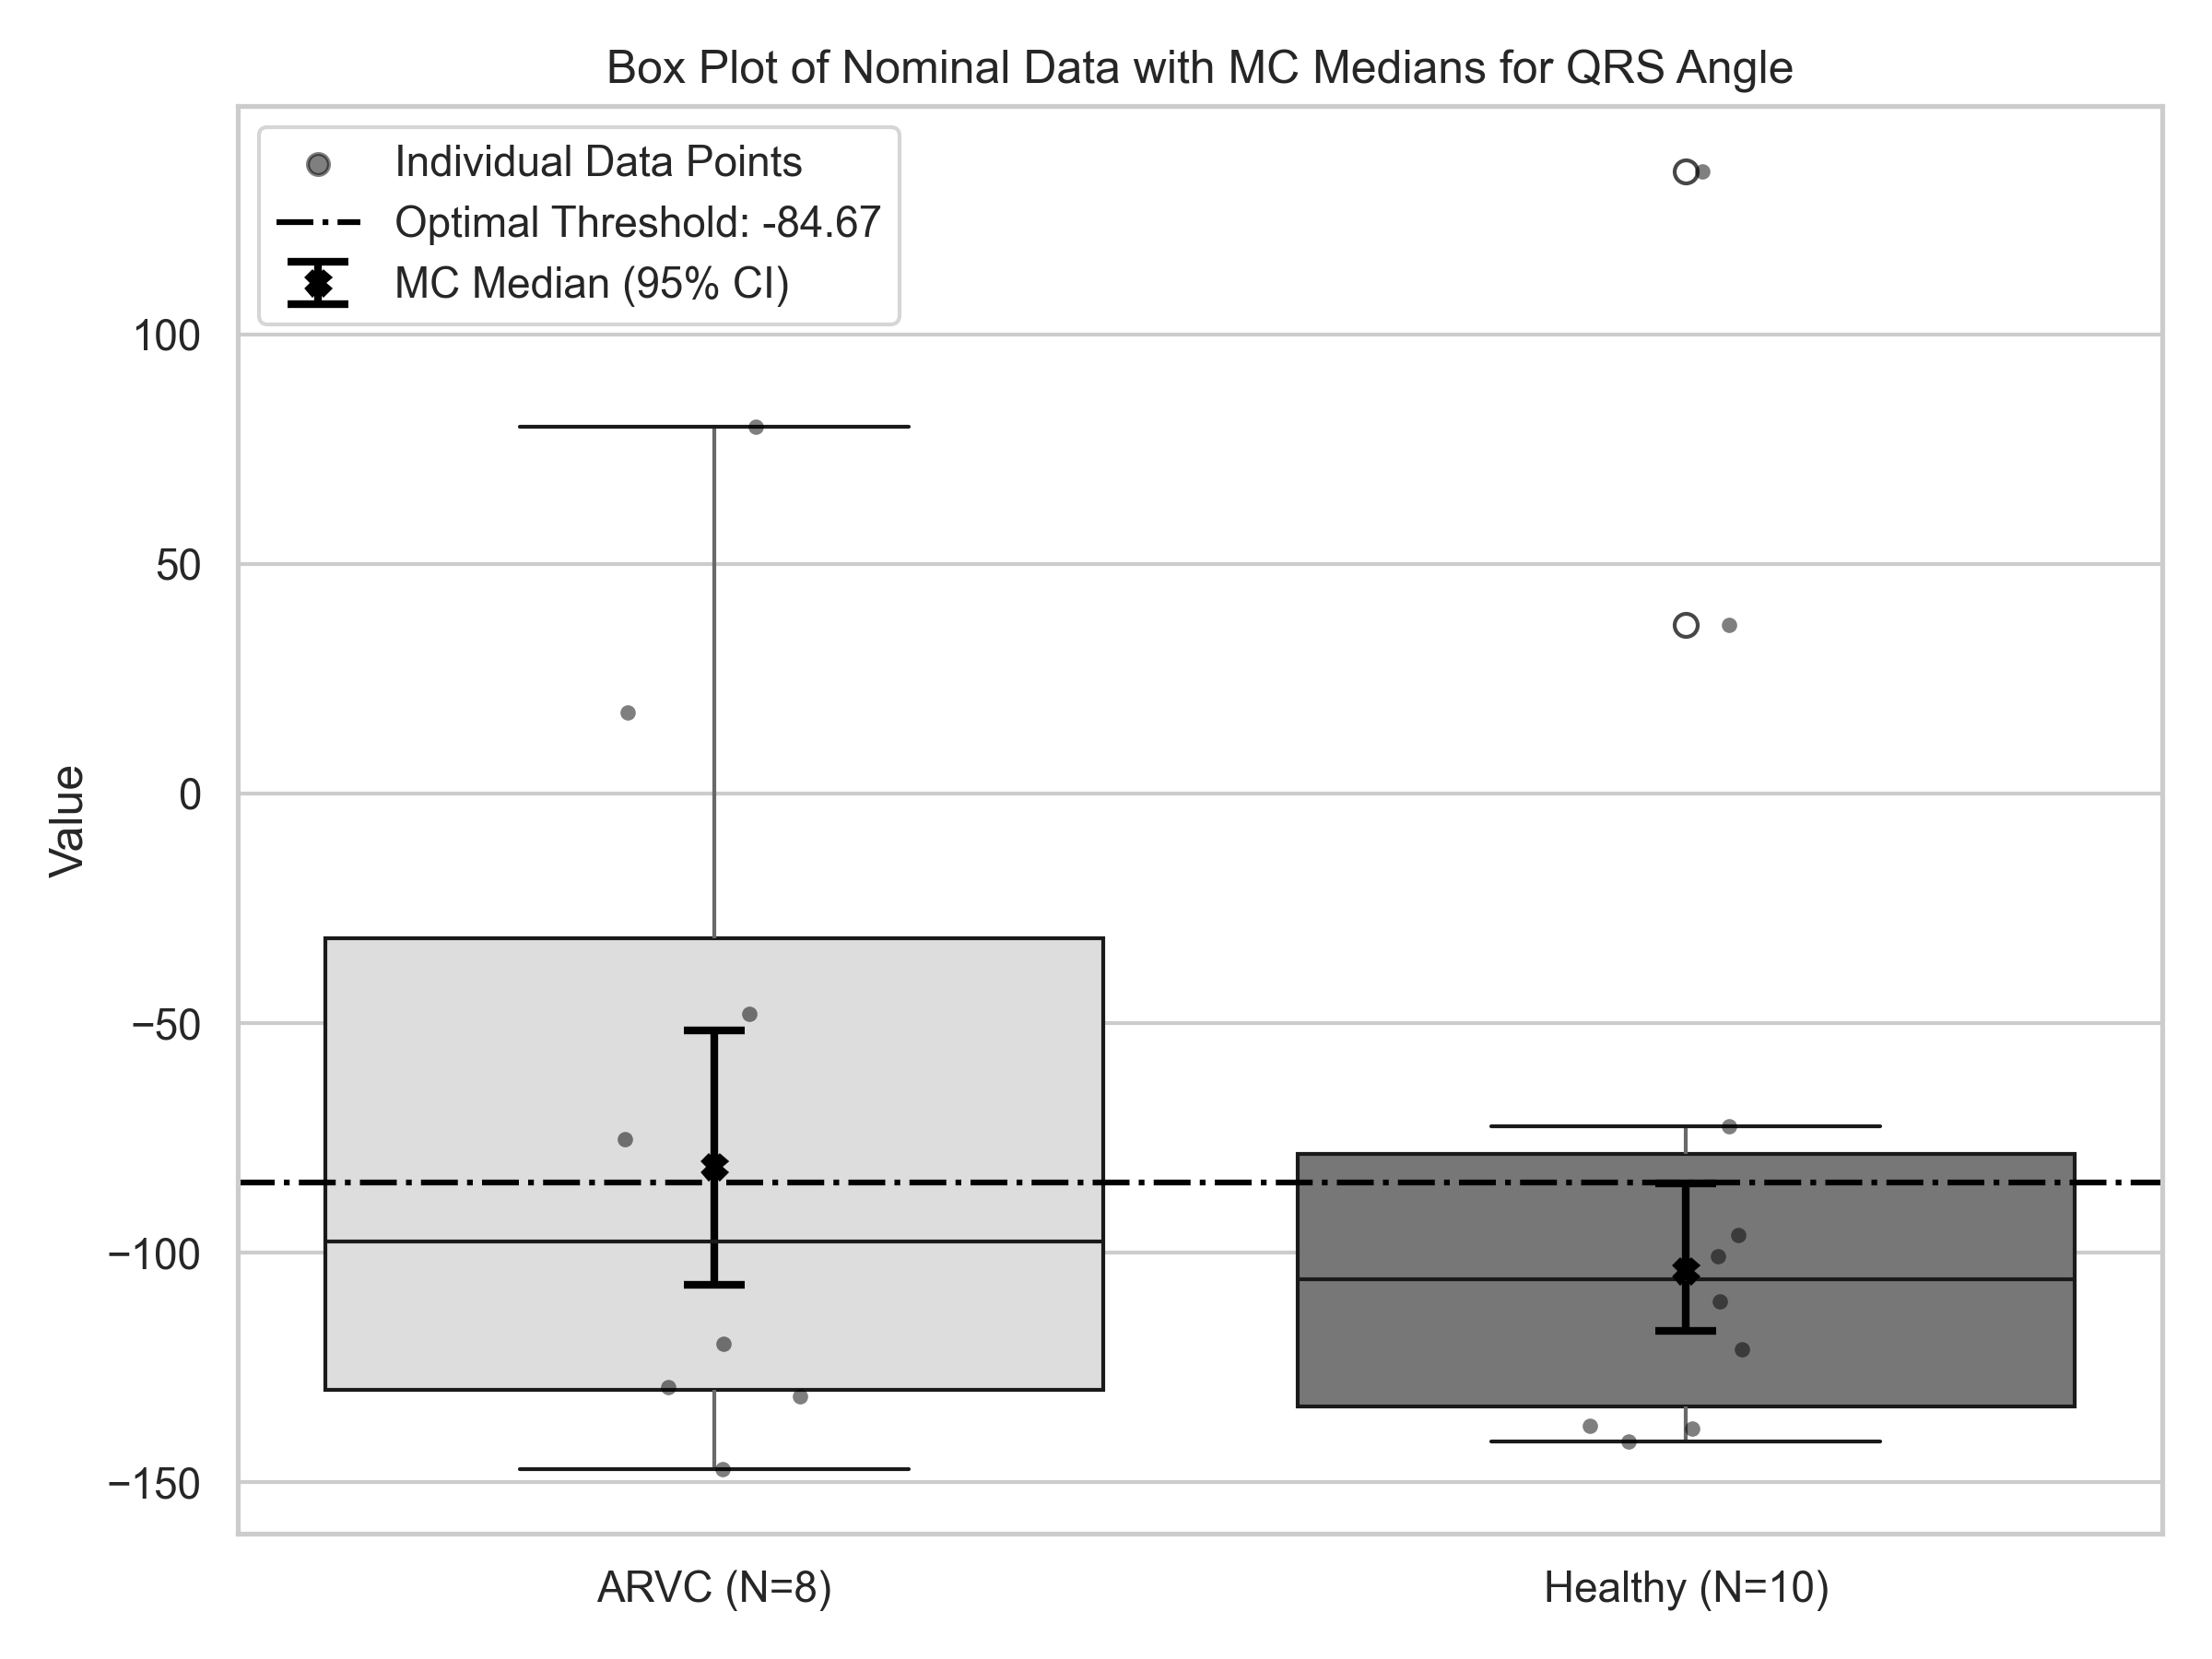 Box Plot of Nominal Data with MC Medians for QRS Angle
Individual Data Points
Optimal Threshold: -84.67
MC Median (95% CI)
100
50
0
−50
−100
−150
Value
ARVC (N=8)
Healthy (N=10)